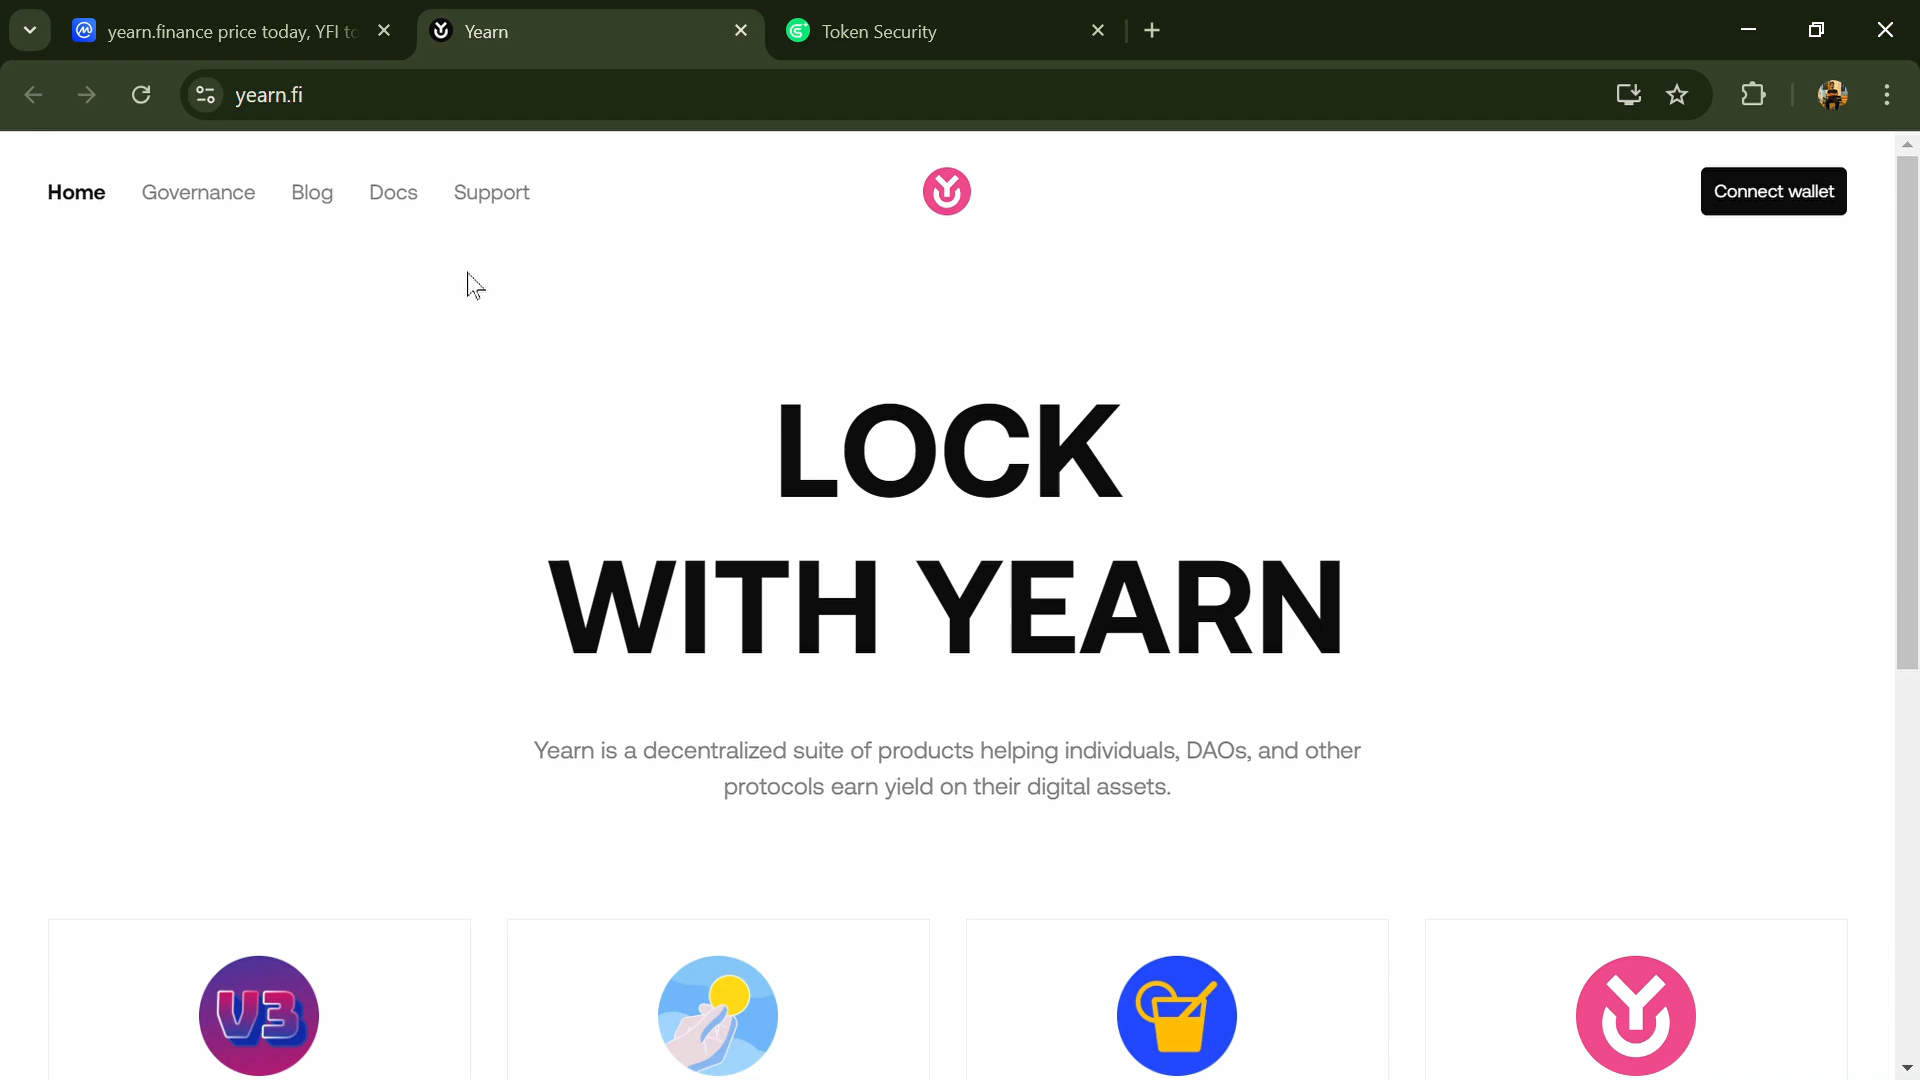 yearn.finance price today, YFI to
Yearn
Token Security
yearn.fi
Home
Governance
Blog
Docs
Support
Connect wallet
LOCK
WITH YEARN
Yearn is a decentralized suite of products helping individuals, DAOs, and other
protocols earn yield on their digital assets.
V3